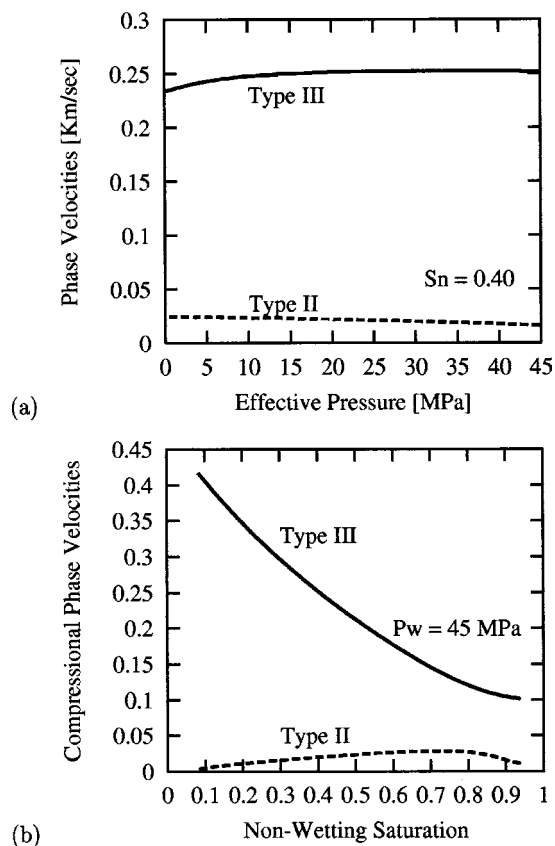 0.3
0.25
0.2
0.15
0.1
0.05
0
Phase Velocities [Km/sec]
Type III
Sn = 0.40
Type II
0 5 10 15 20 25 30 35 40 45
Effective Pressure [MPa]
(a)
0.45
0.4
0.35
0.3
0.25
0.2
0.15
0.1
0.05
0
Compressional Phase Velocities
Type III
Pw = 45 MPa
Type II
0 0.1 0.2 0.3 0.4 0.5 0.6 0.7 0.8 0.9 1
Non-Wetting Saturation
(b)